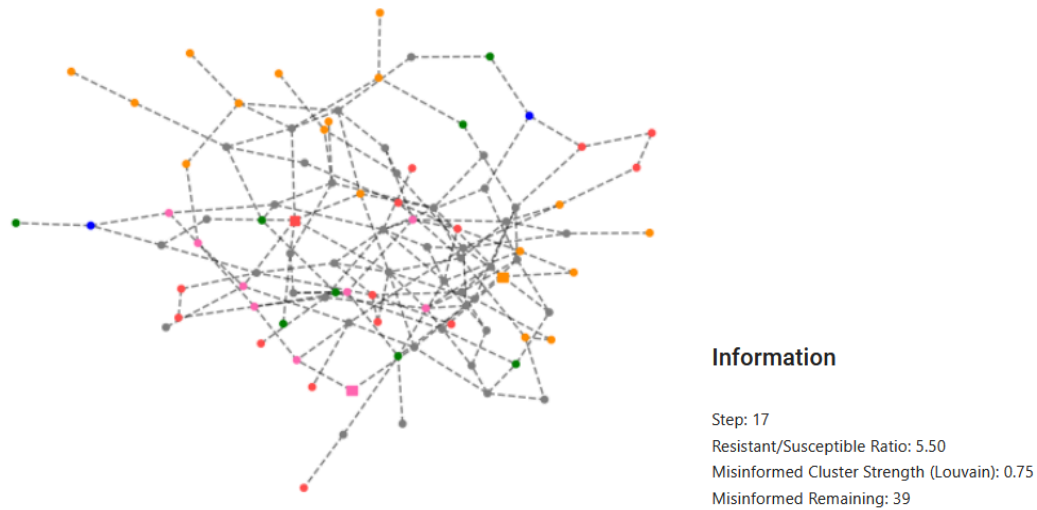 Information
Step: 17
Resistant/Susceptible Ratio: 5.50
Misinformed Cluster Strength (Louvain): 0.75
Misinformed Remaining: 39